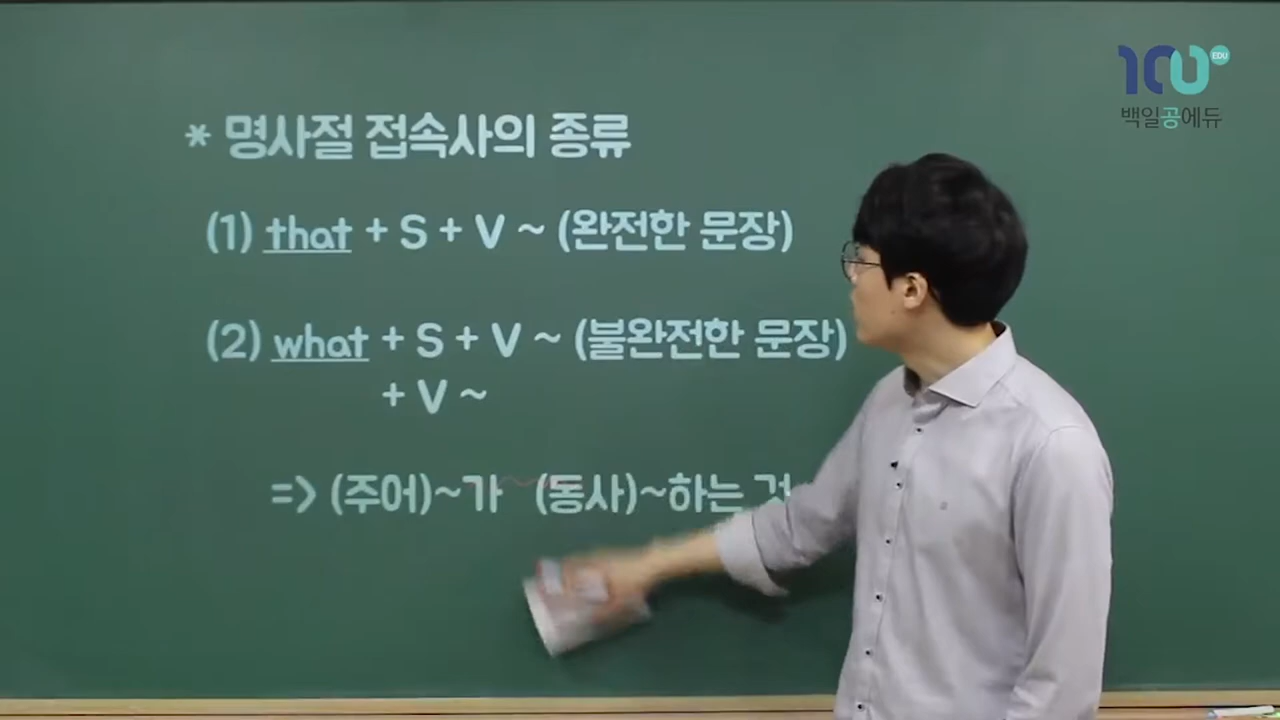 100 EDU
백일공에듀
* 명사절 접속사의 종류
(1) that + S + V ~ (완전한 문장)
(2) what + S + V ~ (불완전한 문장)
+ V ~
=> (주어)~가 (동사)~하는 것